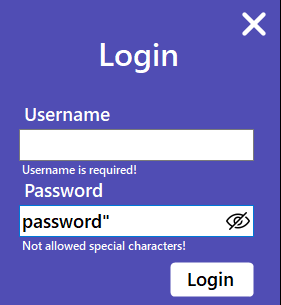 Login
Username
Username is required!
Password
password"
Not allowed special characters!
Login